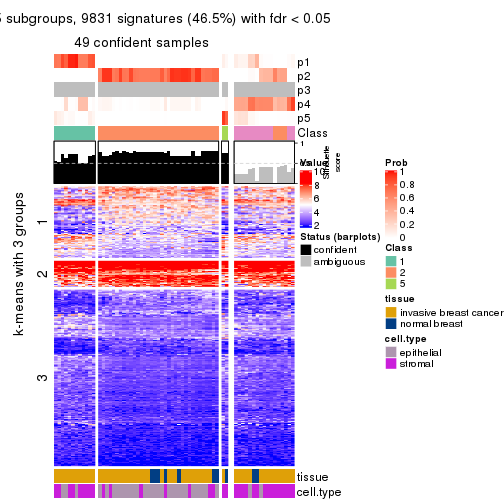 5 subgroups, 9831 signatures (46.5%) with fdr < 0.05
49 confident samples
p1
p2
p3
p4
p5
Class
1
Silhouette
score
k-means with 3 groups
1
2
3
Value
10
8
6
4
2
Status (barplots)
confident
ambiguous
Prob
1
0.8
0.6
0.4
0.2
0
Class
1
2
5
tissue
invasive breast cancer
normal breast
cell.type
epithelial
stromal
tissue
cell.type